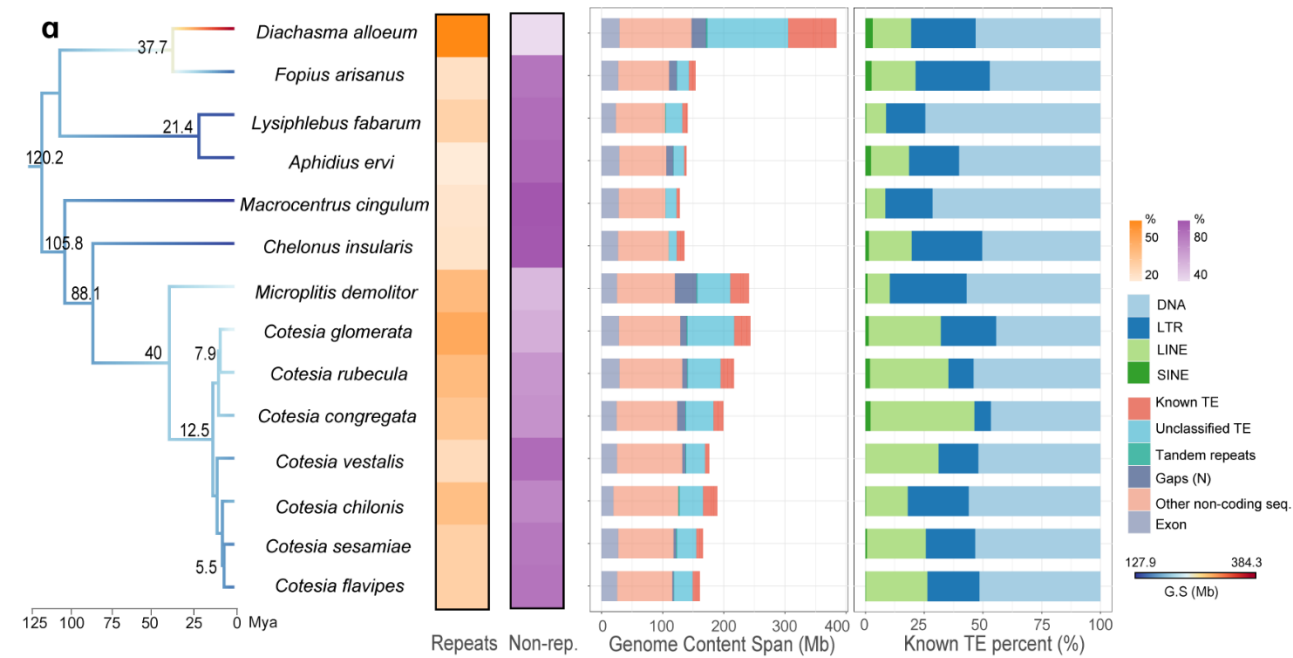 a
Diachasma alloeum
37.7
Fopius arisanus
Lysiphlebus fabarum
21.4
Aphidius ervi
120.2
Macrocentrus cingulum
105.8
Chelonus insularis
88.1
Microplitis demolitor
Cotesia glomerata
40
7.9
Cotesia rubecula
Cotesia congregata
12.5
Cotesia vestalis
Cotesia chilonis
Cotesia sesamiae
5.5
Cotesia flavipes
125 100 75 50 25 0 Mya
Repeats
Non-rep.
0 100 200 300 400
Genome Content Span (Mb)
0 25 50 75 100
Known TE percent (%)
% %
50 80
20 40
DNA
LTR
LINE
SINE
Known TE
Unclassified TE
Tandem repeats
Gaps (N)
Other non-coding seq.
Exon
127.9 384.3
G.S (Mb)